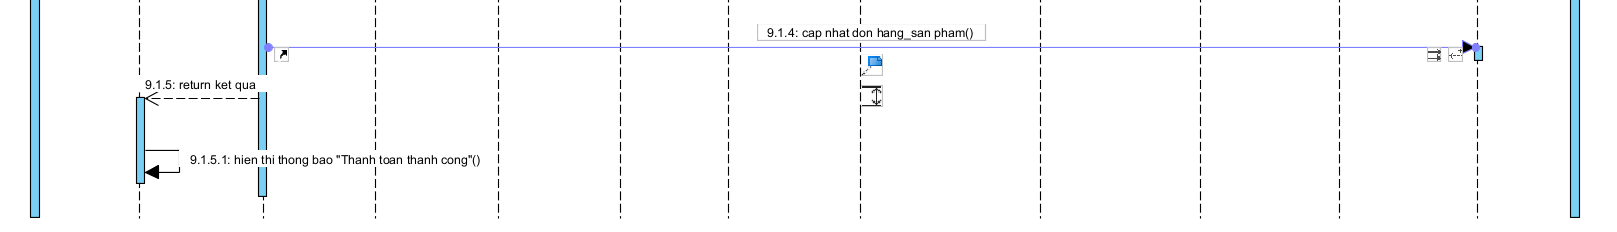 9.1.4: cap nhat don hang_san pham()
9.1.5: return ket qua
9.1.5.1: hien thi thong bao "Thanh toan thanh cong"()